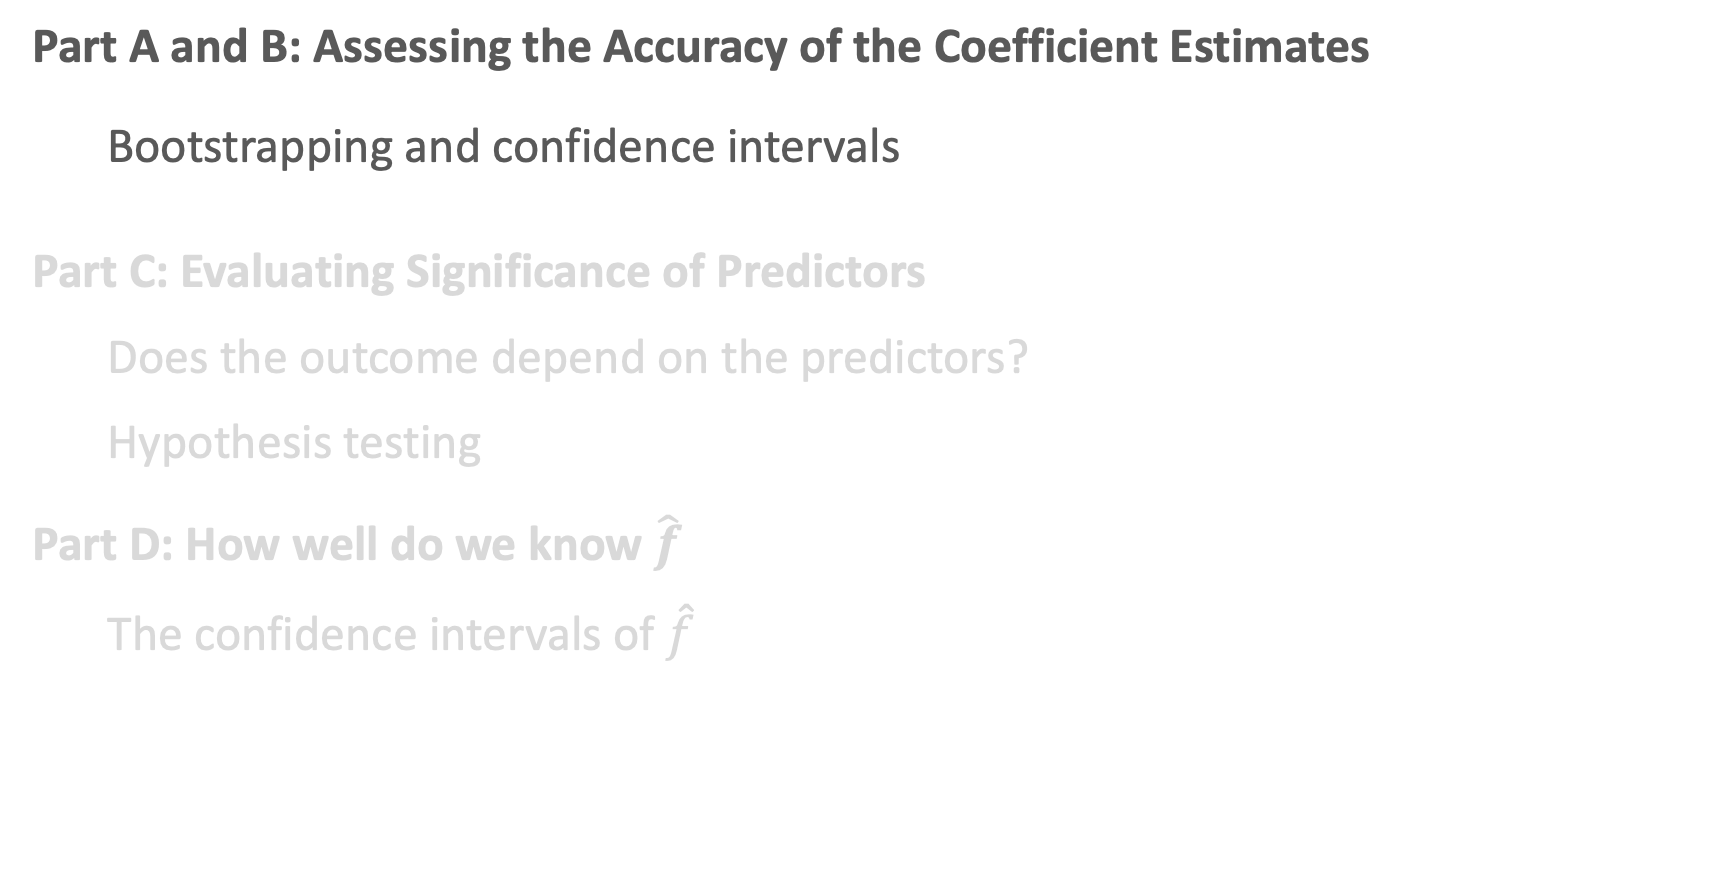 Part A and B: Assessing the Accuracy of the Coefficient Estimates
Bootstrapping and confidence intervals
Part C: Evaluating Significance of Predictors
Does the outcome depend on the predictors?
Hypothesis testing
Part D: How well do we know f̂
The confidence intervals of f̂